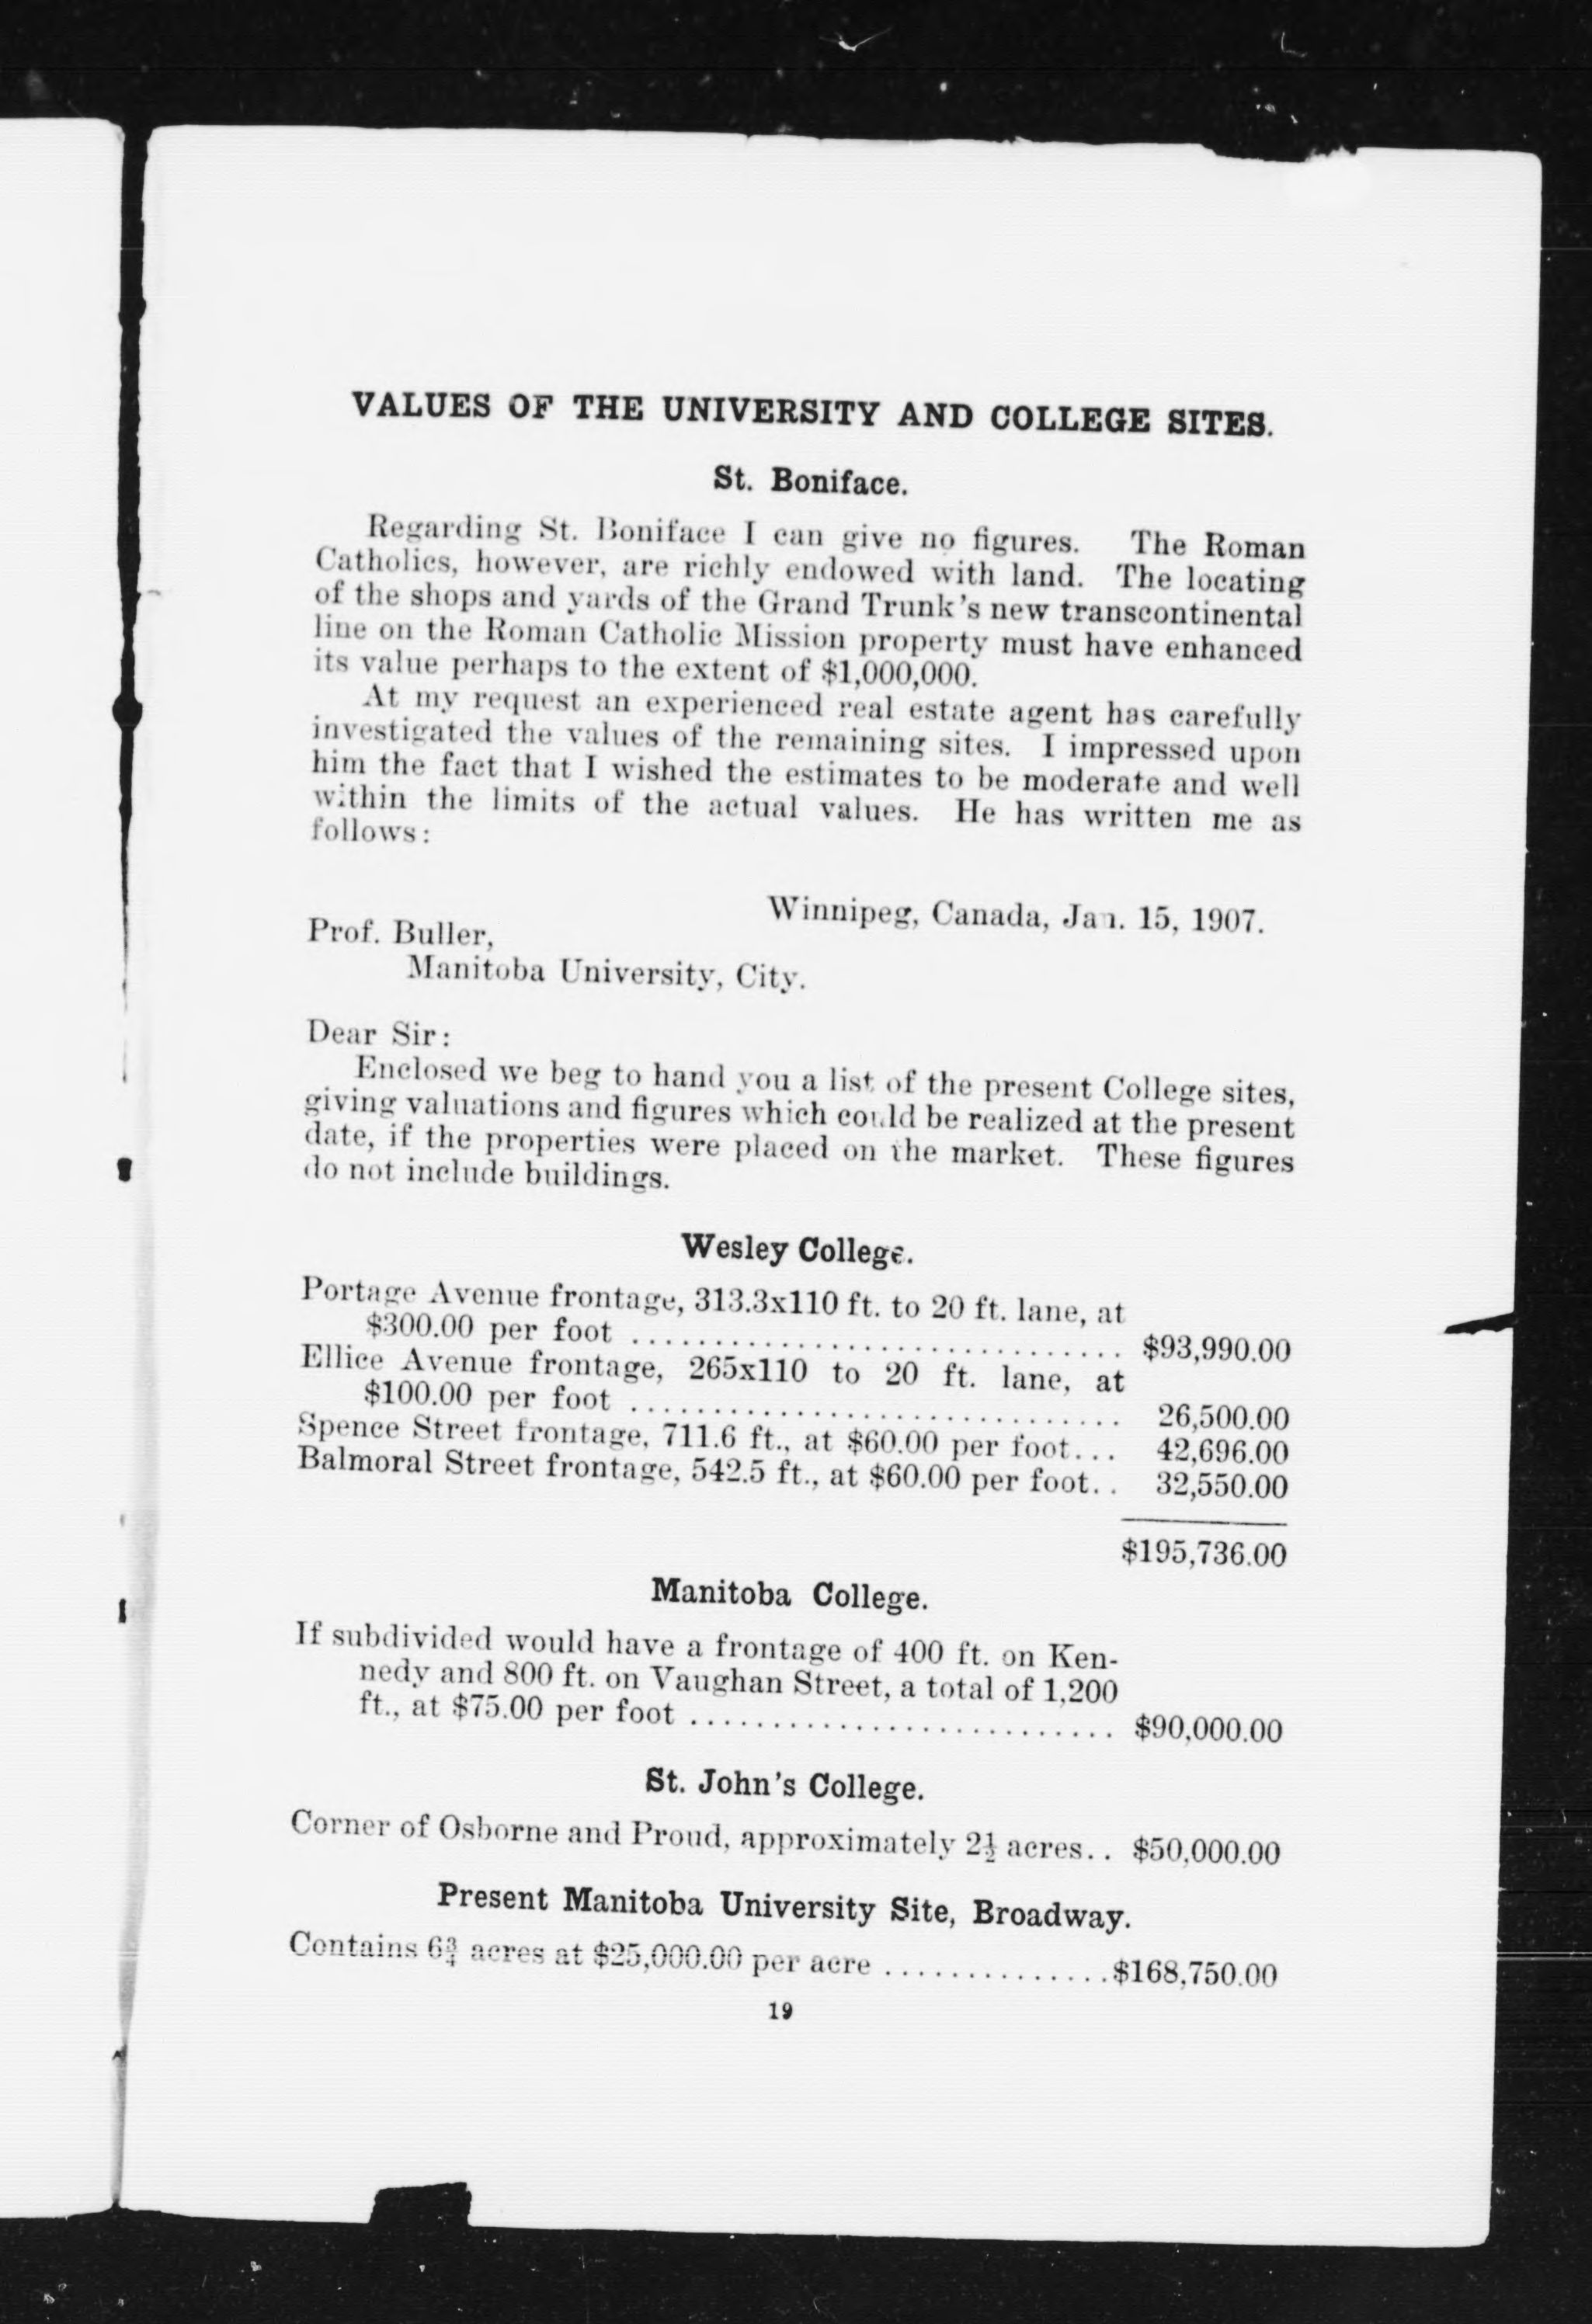 VALUES OF THE UNIVERSITY AND COLLEGE SITES.
St. Boniface.
Regarding St. Boniface I can give no figures. The Roman
Catholics, however, are richly endowed with land. The locating
of the shops and yards of the Grand Trunk's new transcontinental
line on the Roman Catholic Mission property must have enhanced
its value perhaps to the extent of $1,000,000.
At my request an experienced real estate agent has carefully
investigated the values of the remaining sites. I impressed upon
him the fact that I wished the estimates to be moderate and well
within the limits of the actual values. He has written me as
follows:
Winnipeg, Canada, Jan. 15, 1907.
Prof. Buller,
Manitoba University, City.
Dear Sir:
Enclosed we beg to hand you a list of the present College sites,
giving valuations and figures which could be realized at the present
date, if the properties were placed on the market. These figures
do not include buildings.
Wesley College.
Portage Avenue frontage, 313.3x110 ft. to 20 ft. lane, at
$300.00 per foot .............................. $93,990.00
Ellice Avenue frontage, 265x110 to 20 ft. lane, at
$100.00 per foot .............................. 26,500.00
Spence Street frontage, 711.6 ft., at $60.00 per foot... 42,696.00
Balmoral Street frontage, 542.5 ft., at $60.00 per foot.. 32,550.00
$195,736.00
Manitoba College.
If subdivided would have a frontage of 400 ft. on Ken-
nedy and 800 ft. on Vaughan Street, a total of 1,200
ft., at $75.00 per foot .......................... $90,000.00
St. John's College.
Corner of Osborne and Proud, approximately 2½ acres.. $50,000.00
Present Manitoba University Site, Broadway.
Contains 6¾ acres at $25,000.00 per acre ..............$168,750.00
19